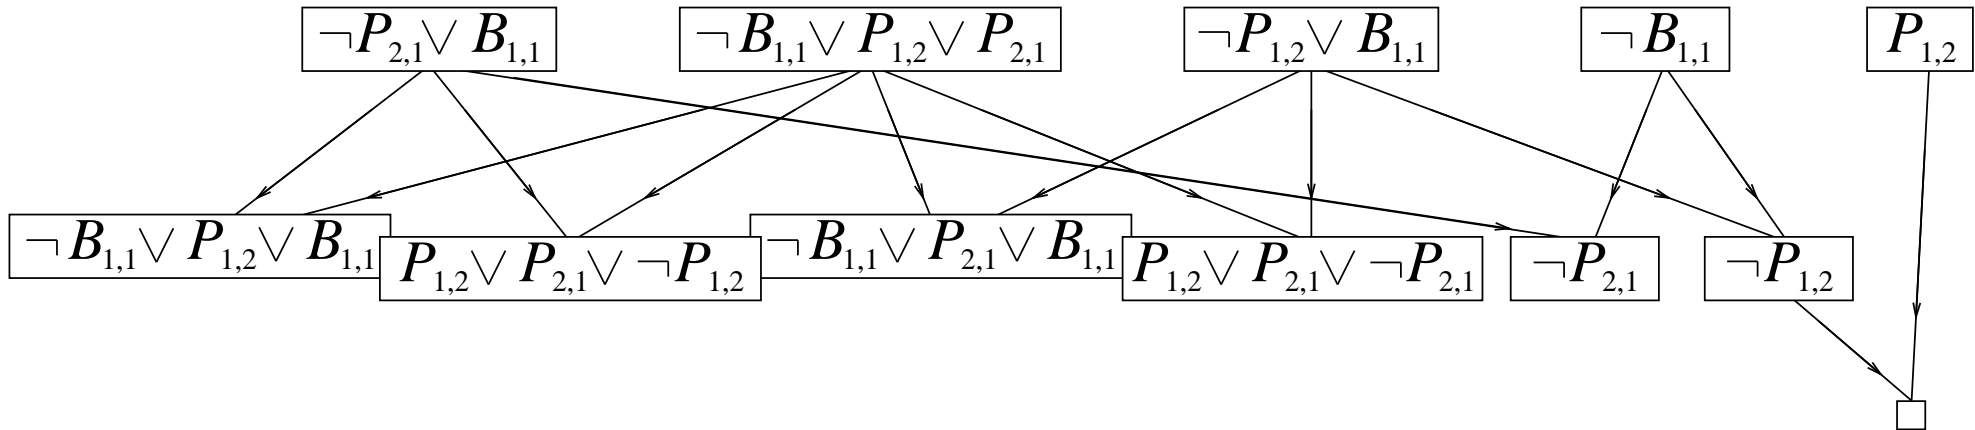 ¬P2,1 ∨ B1,1
¬B1,1 ∨ P1,2 ∨ P2,1
¬P1,2 ∨ B1,1
¬B1,1
P1,2
¬B1,1 ∨ P1,2 ∨ B1,1
P1,2 ∨ P2,1 ∨ ¬P1,2
¬B1,1 ∨ P2,1 ∨ B1,1
P1,2 ∨ P2,1 ∨ ¬P2,1
¬P2,1
¬P1,2